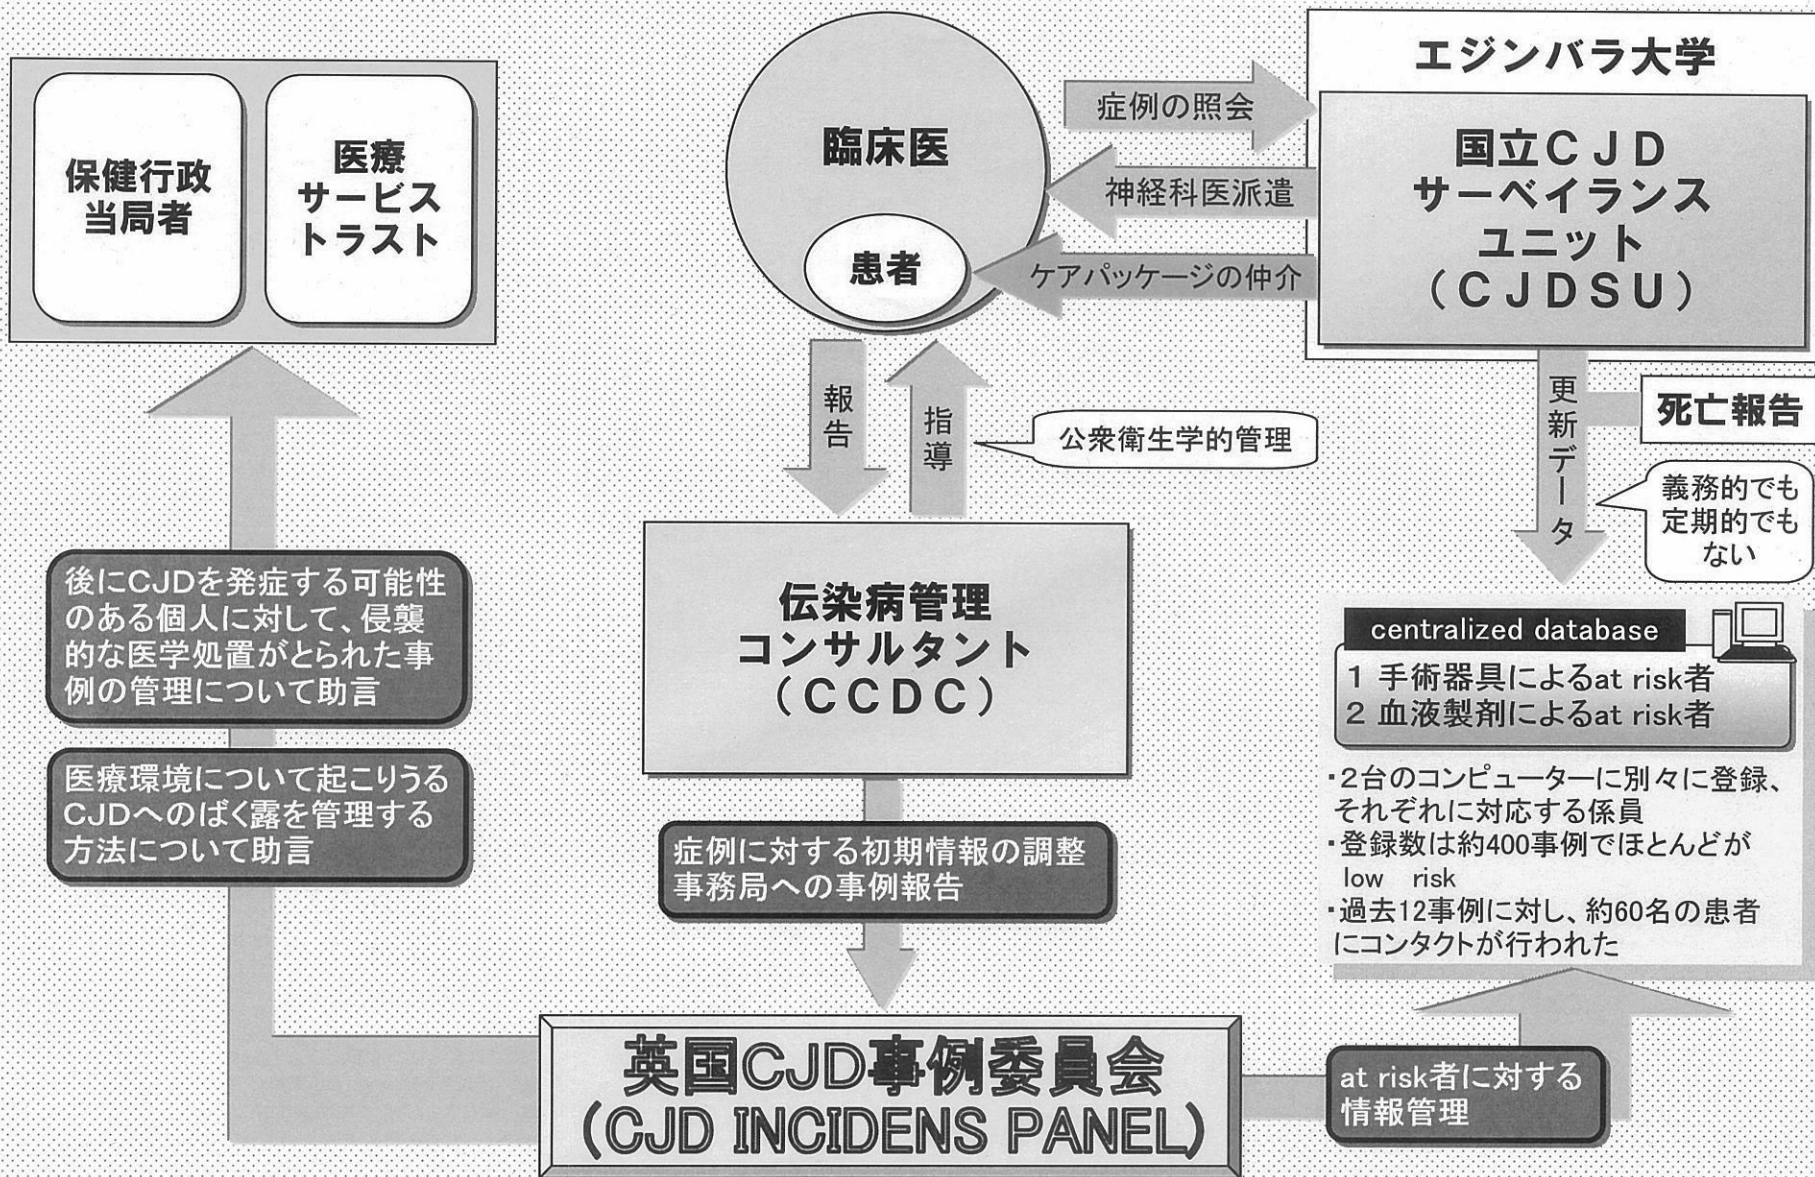 保健行政
当局者
医療
サービス
トラスト
臨床医
患者
症例の照会
神経科医派遣
ケアパッケージの仲介
エジンバラ大学
国立CJD
サーベイランス
ユニット
(CJDSU)
報告
指導
公衆衛生学的管理
更新データ
死亡報告
義務的でも
定期的でも
ない
後にCJDを発症する可能性
のある個人に対して、侵襲
的な医学処置がとられた事
例の管理について助言
医療環境について起こりうる
CJDへのばく露を管理する
方法について助言
伝染病管理
コンサルタント
(CCDC)
症例に対する初期情報の調整
事務局への事例報告
centralized database
1 手術器具によるat risk者
2 血液製剤によるat risk者
・2台のコンピューターに別々に登録、
それぞれに対応する係員
・登録数は約400事例でほとんどが
low risk
・過去12事例に対し、約60名の患者
にコンタクトが行われた
英国CJD事例委員会
(CJD INCIDENS PANEL)
at risk者に対する
情報管理